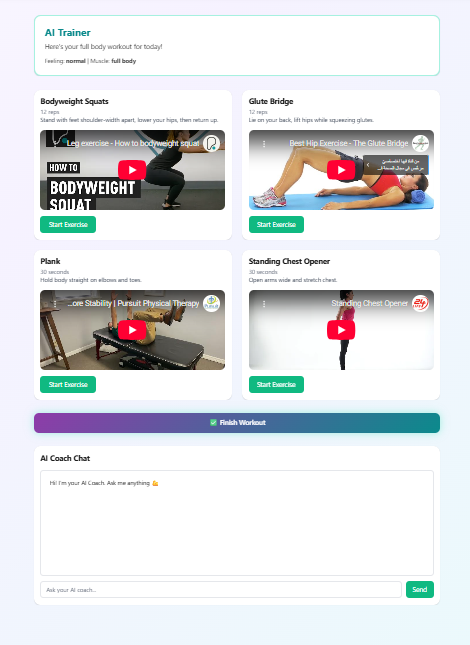 AI Trainer
Here's your full body workout for today!
Feeling: normal | Muscle: full body
Bodyweight Squats
12 reps
Stand with feet shoulder-width apart, lower your hips, then return up.
Leg exercise - How to bodyweight squat
HOW TO
BODYWEIGHT
SQUAT
Start Exercise
Glute Bridge
12 reps
Lie on your back, lift hips while squeezing glutes.
Best Hip Exercise - The Glute Bridge
Start Exercise
Plank
30 seconds
Hold body straight on elbows and toes.
...ore Stability | Pursuit Physical Therapy
Start Exercise
Standing Chest Opener
30 seconds
Open arms wide and stretch chest.
Standing Chest Opener
24
Start Exercise
✅ Finish Workout
AI Coach Chat
Hi! I'm your AI Coach. Ask me anything 💪
Ask your AI coach...
Send